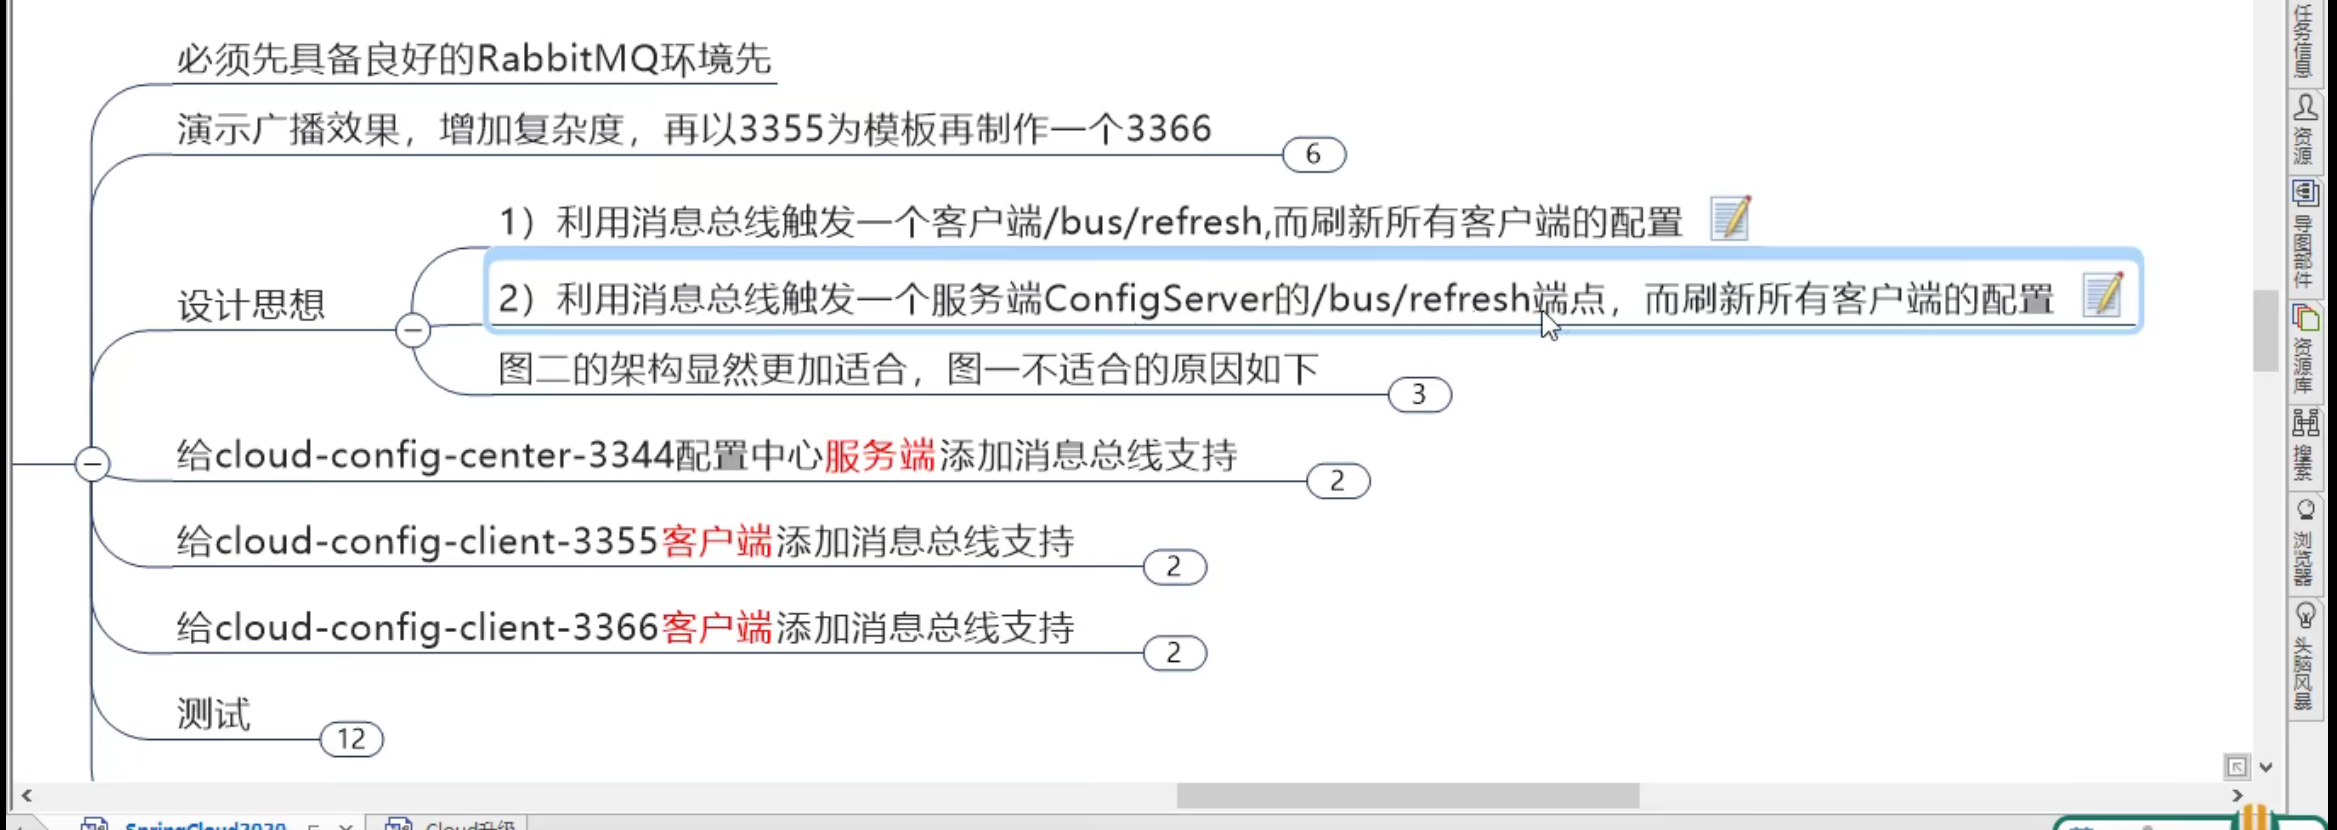 必须先具备良好的RabbitMQ环境先
演示广播效果，增加复杂度，再以3355为模板再制作一个3366
6
设计思想
1）利用消息总线触发一个客户端/bus/refresh,而刷新所有客户端的配置
2）利用消息总线触发一个服务端ConfigServer的/bus/refresh端点，而刷新所有客户端的配置
图二的架构显然更加适合，图一不适合的原因如下
3
给cloud-config-center-3344配置中心服务端添加消息总线支持
2
给cloud-config-client-3355客户端添加消息总线支持
2
给cloud-config-client-3366客户端添加消息总线支持
2
测试
12
任务信息
资源
导图部件
资源库
搜索
浏览器
头脑风暴
SpringCloud2020
Cloud升级